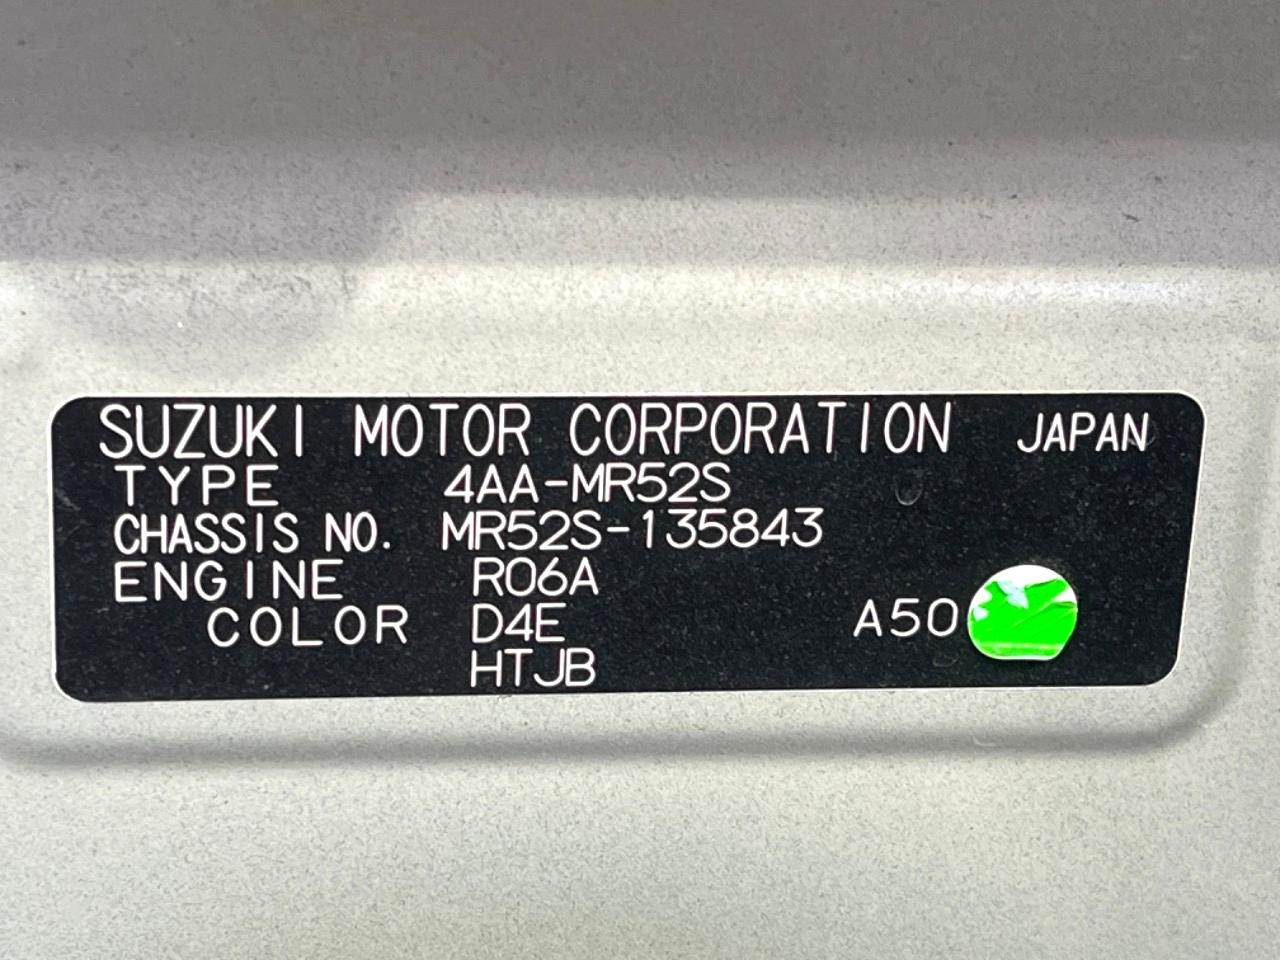 SUZUKI MOTOR CORPORATION JAPAN
TYPE 4AA-MR52S
CHASSIS NO. MR52S-135843
ENGINE R06A
COLOR D4E A50
HTJB